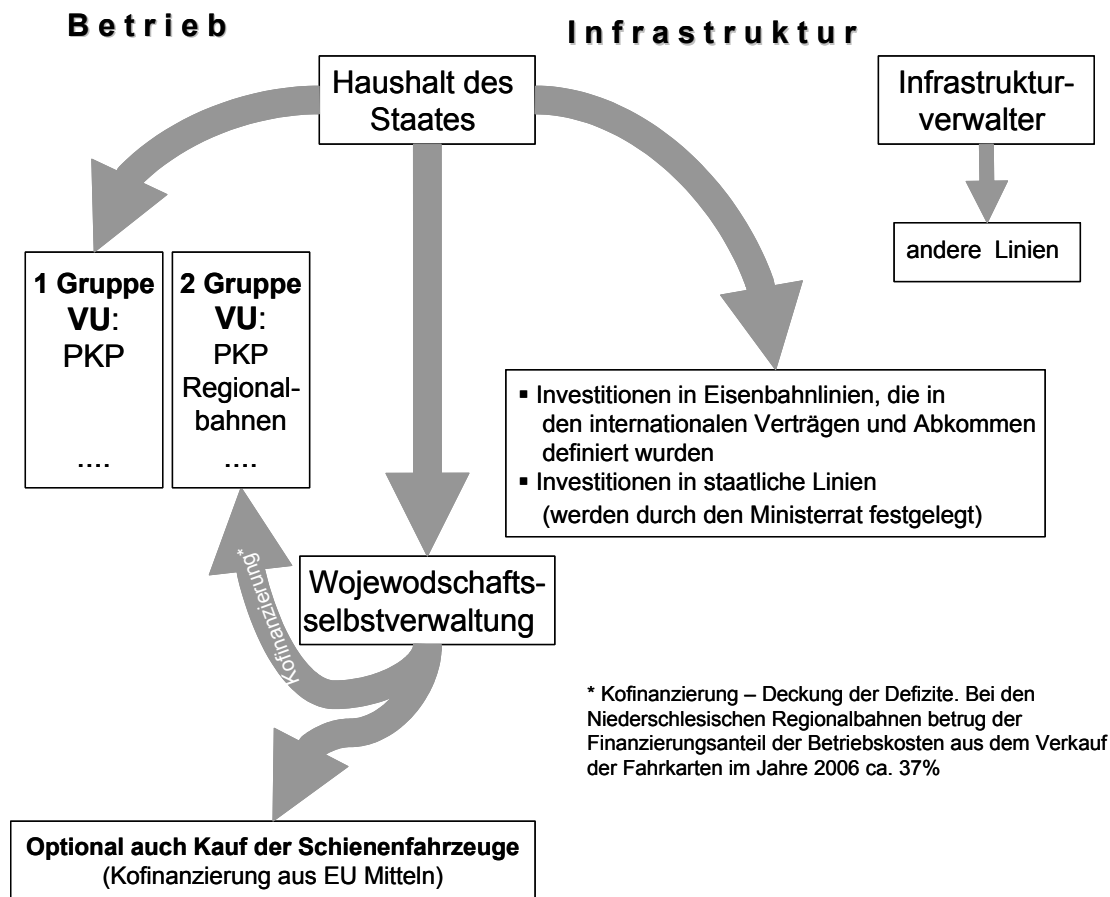 Betrieb
Infrastruktur
Haushalt des
Staates
Infrastruktur-
verwalter
andere Linien
1 Gruppe
VU:
PKP
....
2 Gruppe
VU:
PKP
Regional-
bahnen
....
▪ Investitionen in Eisenbahnlinien, die in
den internationalen Verträgen und Abkommen
definiert wurden
▪ Investitionen in staatliche Linien
(werden durch den Ministerrat festgelegt)
Kofinanzierung*
Wojewodschafts-
selbstverwaltung
* Kofinanzierung – Deckung der Defizite. Bei den
Niederschlesischen Regionalbahnen betrug der
Finanzierungsanteil der Betriebskosten aus dem Verkauf
der Fahrkarten im Jahre 2006 ca. 37%
Optional auch Kauf der Schienenfahrzeuge
(Kofinanzierung aus EU Mitteln)